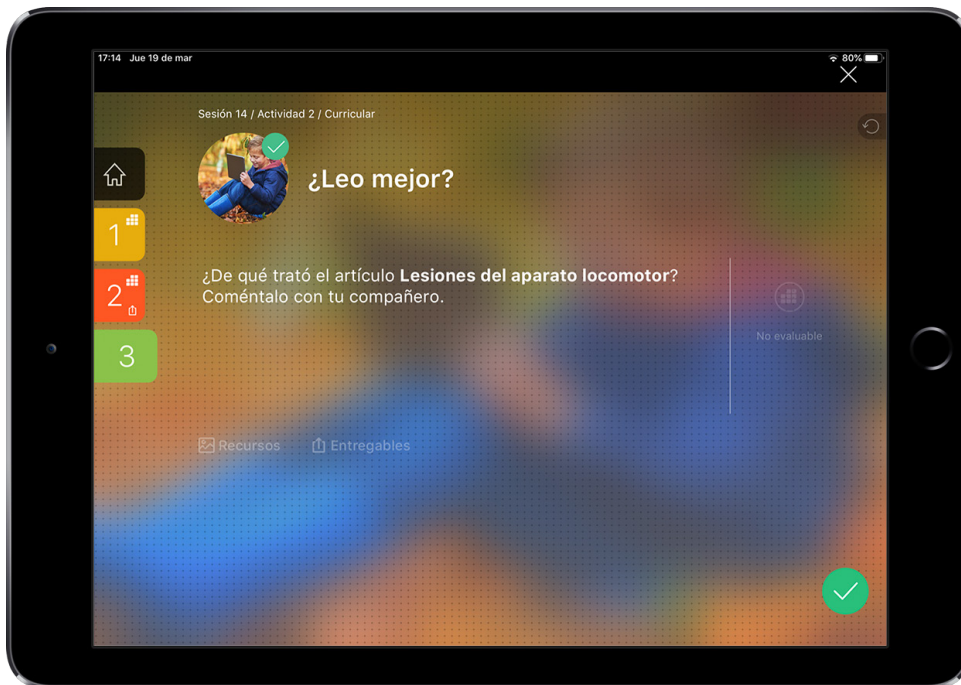 17:14 Jue 19 de mar
80%
Sesión 14 / Actividad 2 / Curricular
¿Leo mejor?
1
2
3
¿De qué trató el artículo Lesiones del aparato locomotor?
Coméntalo con tu compañero.
No evaluable
Recursos
Entregables